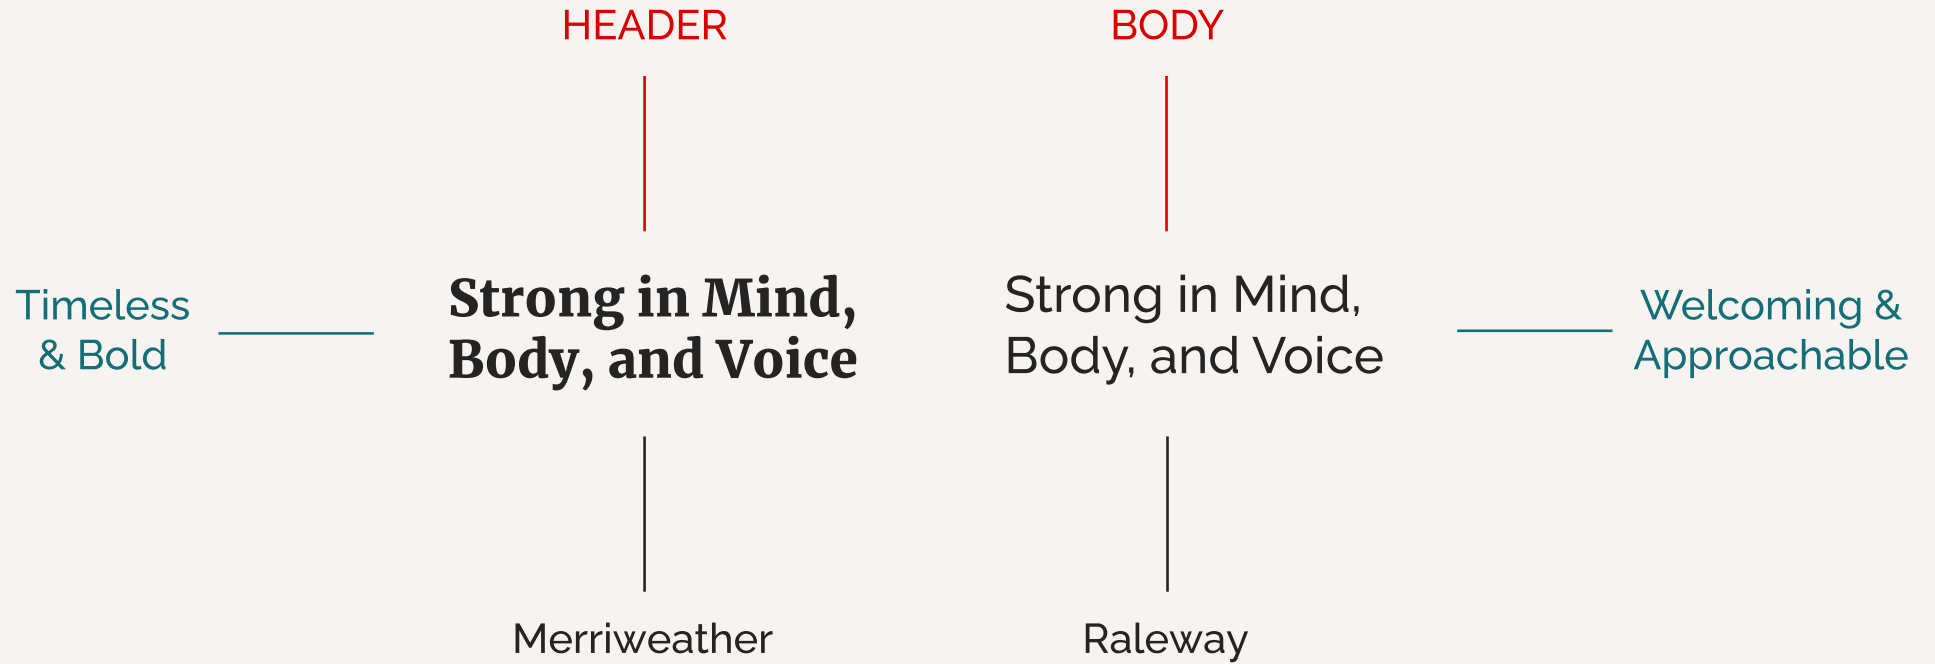 HEADER
BODY
Timeless
& Bold
Strong in Mind,
Body, and Voice
Strong in Mind,
Body, and Voice
Welcoming &
Approachable
Merriweather
Raleway